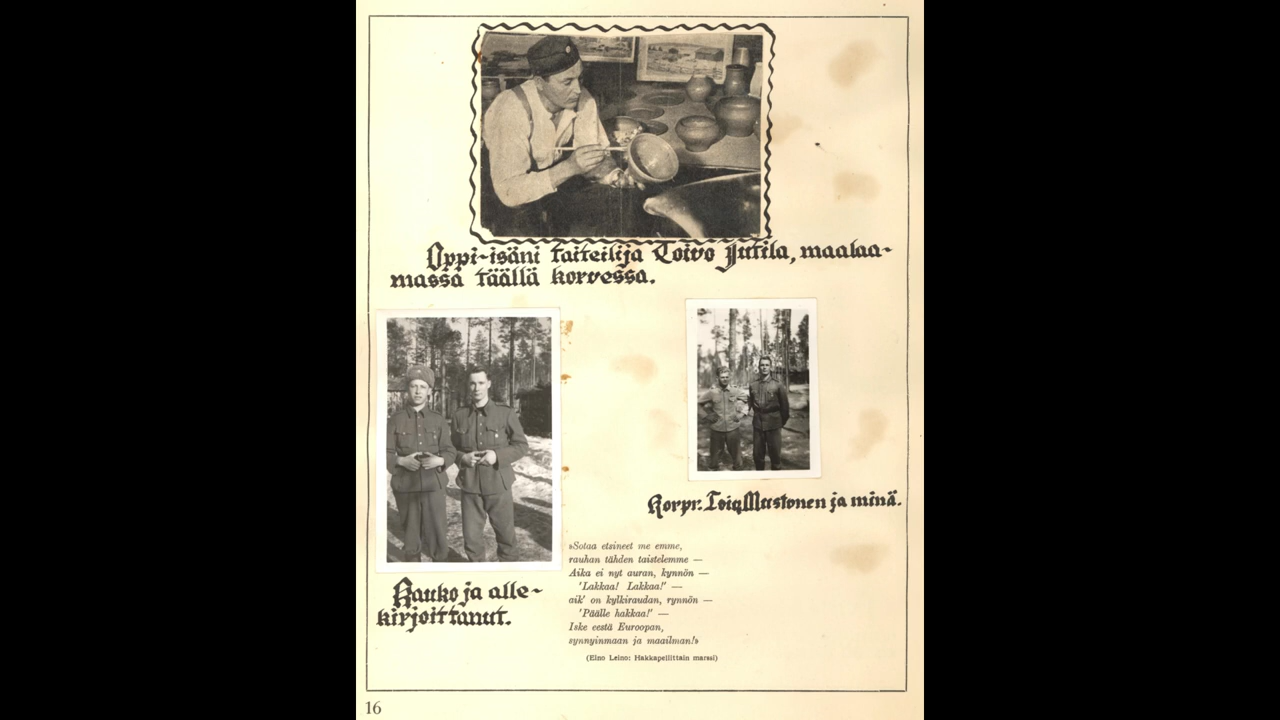 Oppi-isäni taiteilija Toivo Jutila, maalaa-
massa täällä korvessa.
Korpr. Mustonen ja minä.
Rauko ja alle-
kirjoittanut.
»Sotaa etsineet me emme,
rauhan tähden taistelemme —
Aika ei nyt auran, kynnön —
'Lakkaa! Lakkaa!' —
aik' on kylkiraudan, rynnön —
'Päälle hakkaa!' —
Iske eestä Euroopan,
synnyinmaan ja maailman!»
(Eino Leino: Hakkapeliittain marssi)
16